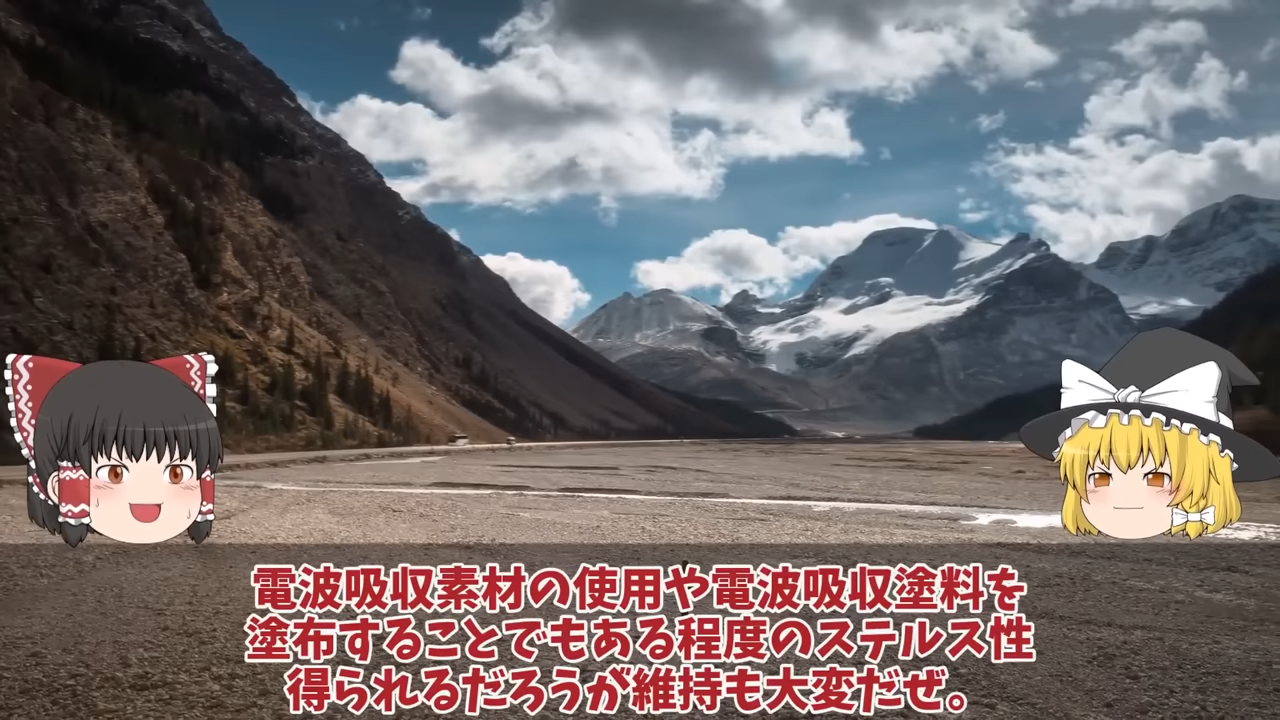 電波吸収素材の使用や電波吸収塗料を
塗布することでもある程度のステルス性
得られるだろうが維持も大変だぜ。